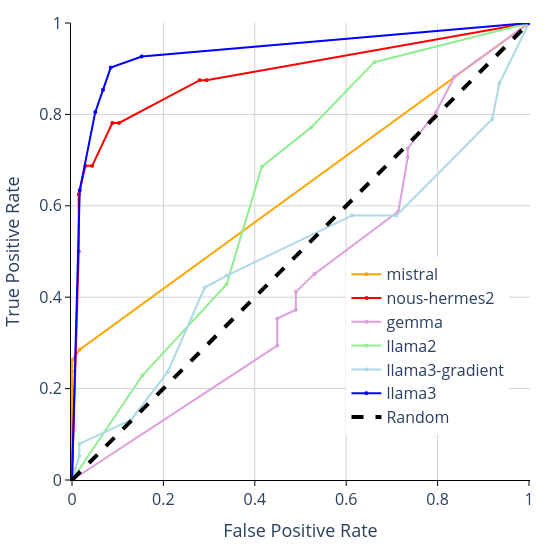 True Positive Rate
1
0.8
0.6
0.4
0.2
0
mistral
nous-hermes2
gemma
llama2
llama3-gradient
llama3
Random
0
0.2
0.4
0.6
0.8
1
False Positive Rate